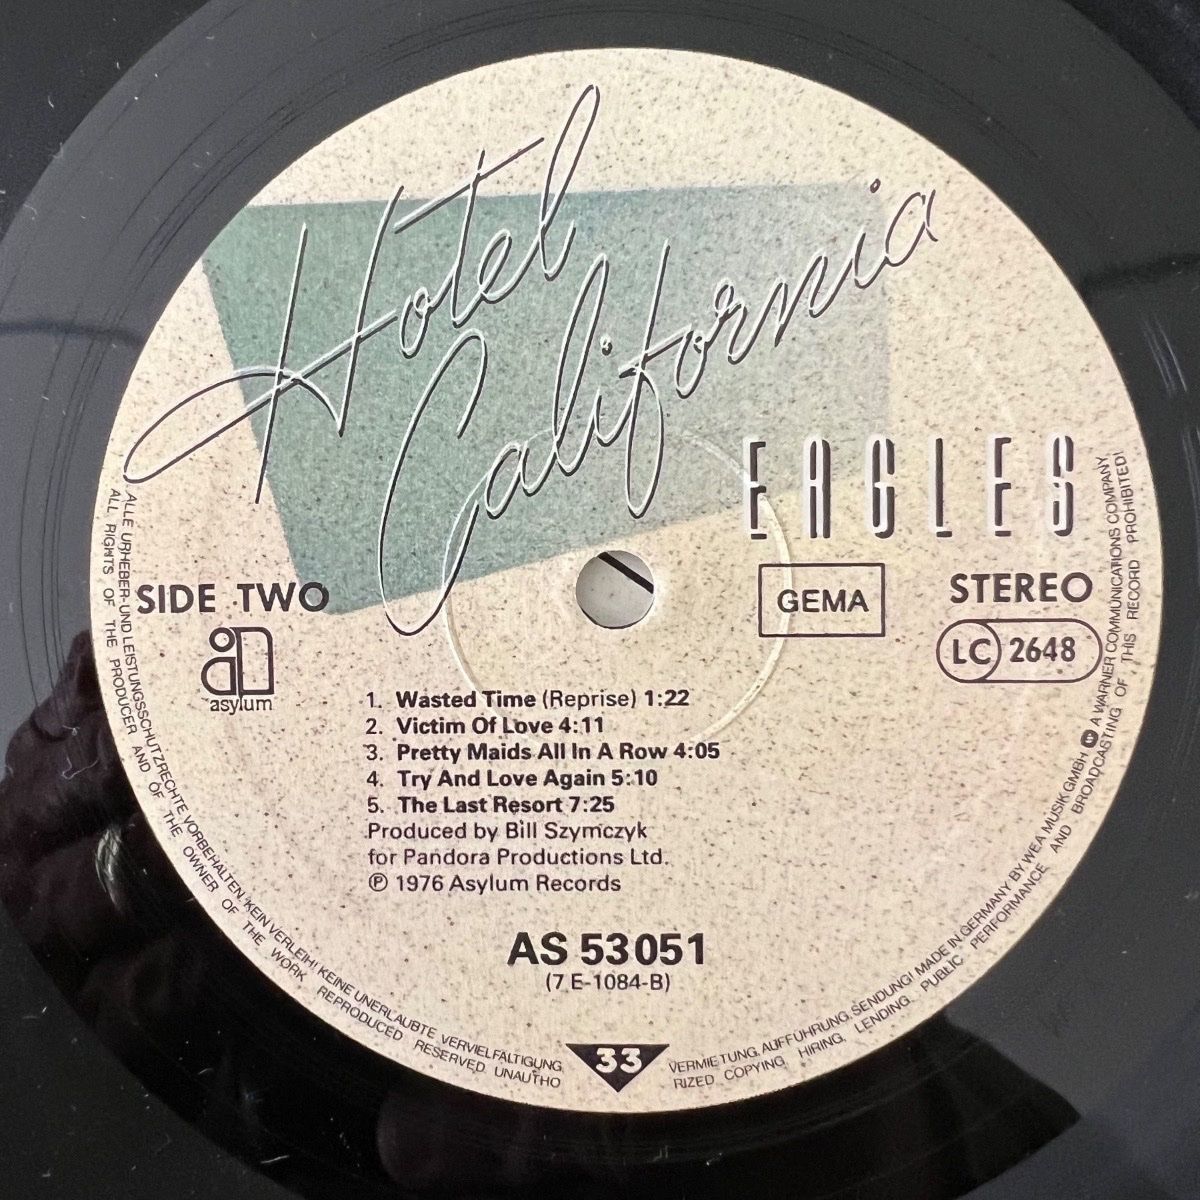 Hotel
California
EAGLES
SIDE TWO
GEMA
STEREO
LC 2648
asylum
1. Wasted Time (Reprise) 1:22
2. Victim Of Love 4:11
3. Pretty Maids All In A Row 4:05
4. Try And Love Again 5:10
5. The Last Resort 7:25
Produced by Bill Szymczyk
for Pandora Productions Ltd.
℗ 1976 Asylum Records
AS 53051
(7 E-1084-B)
33
ALLE URHEBER- UND LEISTUNGSSCHUTZRECHTE VORBEHALTEN. KEIN VERLEIH! KEINE UNERLAUBTE VERVIELFÄLTIGUNG, VERMIETUNG, AUFFÜHRUNG, SENDUNG! MADE IN GERMANY BY WEA MUSIK GMBH A WARNER COMMUNICATIONS COMPANY
ALL RIGHTS OF THE PRODUCER AND OF THE OWNER OF THE WORK REPRODUCED RESERVED. UNAUTHORIZED COPYING, HIRING, LENDING, PUBLIC PERFORMANCE AND BROADCASTING OF THIS RECORD PROHIBITED!